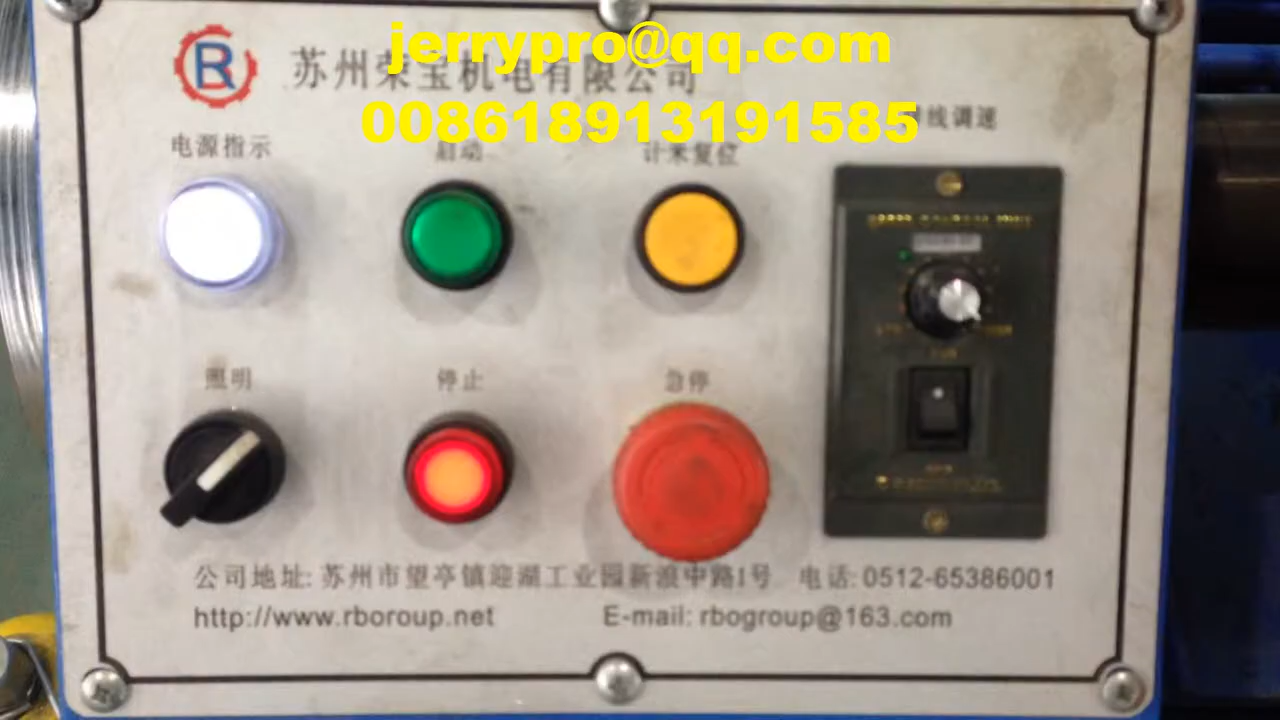 R
苏州荣宝机电有限公司
jerrypro@qq.com
008618913191585
线调速
电源指示
启动
计米复位
照明
停止
急停
公司地址: 苏州市望亭镇迎湖工业园新浪中路1号 电话: 0512-65386001
http://www.rboroup.net E-mail: rbogroup@163.com